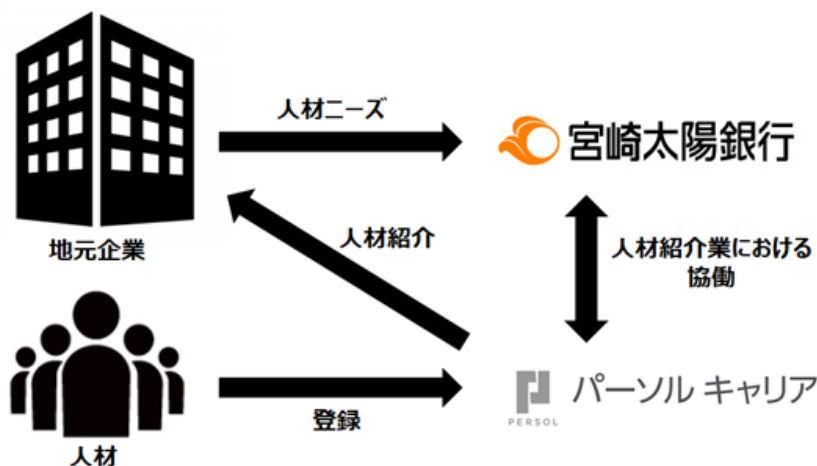 人材ニーズ
宮崎太陽銀行
地元企業
人材紹介
人材紹介業における
協働
パーソル キャリア
PERSOL
登録
人材